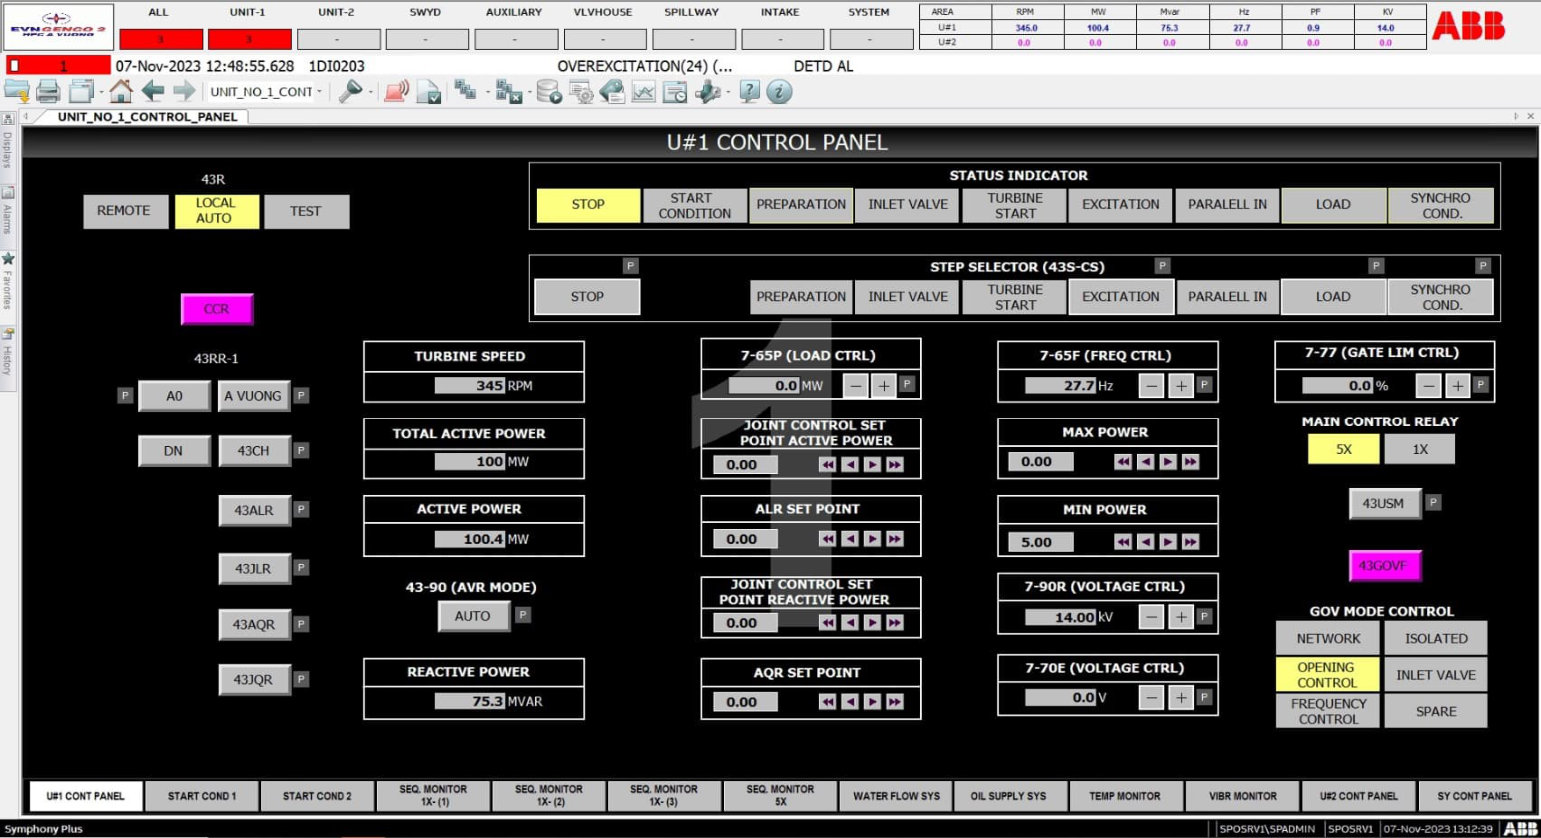 EVNGENCO 2
HPC A VUONG
ALL UNIT-1 UNIT-2 SWYD AUXILIARY VLVHOUSE SPILLWAY INTAKE SYSTEM
3 3 - - - - - - -
AREA RPM MW Mvar Hz PF KV
U#1 345.0 100.4 75.3 27.7 0.9 14.0
U#2 0.0 0.0 0.0 0.0 0.0 0.0
ABB
1 07-Nov-2023 12:48:55.628 1DI0203 OVEREXCITATION(24) (... DETD AL
UNIT_NO_1_CONT
UNIT_NO_1_CONTROL_PANEL
Displays
Alarms
Favorites
History
U#1 CONTROL PANEL
43R
REMOTE
LOCAL
AUTO
TEST
STATUS INDICATOR
STOP
START
CONDITION
PREPARATION
INLET VALVE
TURBINE
START
EXCITATION
PARALELL IN
LOAD
SYNCHRO
COND.
P STEP SELECTOR (43S-CS) P P P
STOP
PREPARATION
INLET VALVE
TURBINE
START
EXCITATION
PARALELL IN
LOAD
SYNCHRO
COND.
CCR
43RR-1
P A0 A VUONG P
DN 43CH P
43ALR P
43JLR P
43AQR P
43JQR P
TURBINE SPEED
345 RPM
TOTAL ACTIVE POWER
100 MW
ACTIVE POWER
100.4 MW
43-90 (AVR MODE)
AUTO P
REACTIVE POWER
75.3 MVAR
1
7-65P (LOAD CTRL)
0.0 MW − + P
JOINT CONTROL SET
POINT ACTIVE POWER
0.00
ALR SET POINT
0.00
JOINT CONTROL SET
POINT REACTIVE POWER
0.00
AQR SET POINT
0.00
7-65F (FREQ CTRL)
27.7 Hz − + P
MAX POWER
0.00
MIN POWER
5.00
7-90R (VOLTAGE CTRL)
14.00 kV − + P
7-70E (VOLTAGE CTRL)
0.0 V − + P
7-77 (GATE LIM CTRL)
0.0 % − + P
MAIN CONTROL RELAY
5X 1X
43USM P
43GOVF
GOV MODE CONTROL
NETWORK ISOLATED
OPENING
CONTROL
INLET VALVE
FREQUENCY
CONTROL
SPARE
U#1 CONT PANEL
START COND 1
START COND 2
SEQ. MONITOR
1X- (1)
SEQ. MONITOR
1X- (2)
SEQ. MONITOR
1X- (3)
SEQ. MONITOR
5X
WATER FLOW SYS
OIL SUPPLY SYS
TEMP MONITOR
VIBR MONITOR
U#2 CONT PANEL
SY CONT PANEL
Symphony Plus SPOSRV1\SPADMIN SPOSRV1 07-Nov-2023 13:12:39 ABB